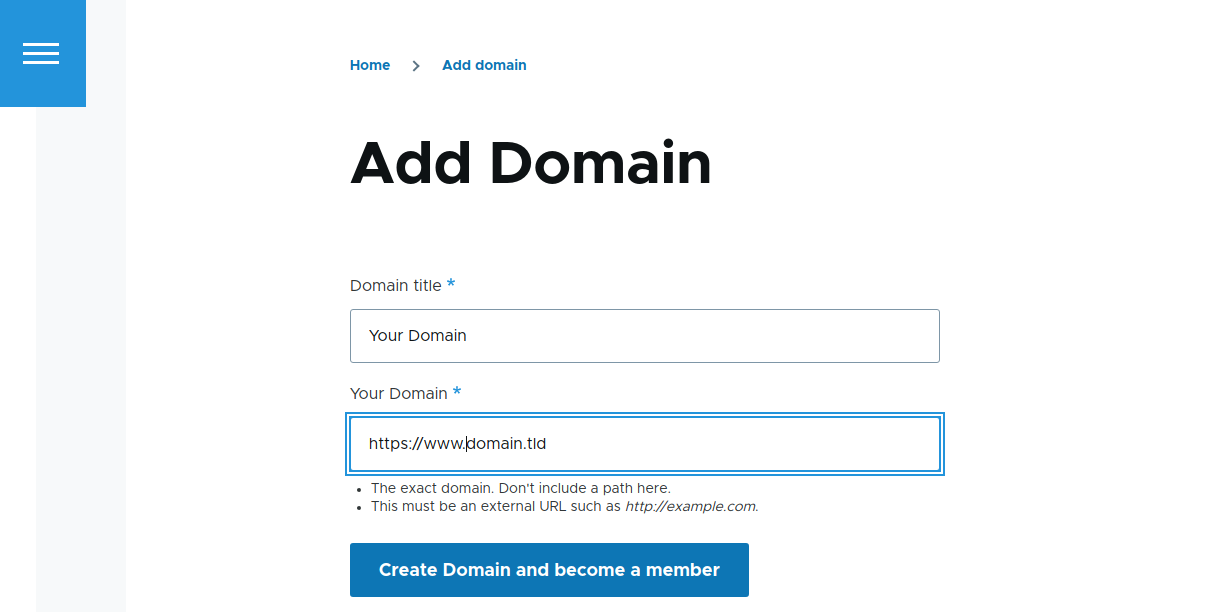 Home > Add domain
Add Domain
Domain title *
Your Domain
Your Domain *
https://www.domain.tld
• The exact domain. Don't include a path here.
• This must be an external URL such as http://example.com.
Create Domain and become a member